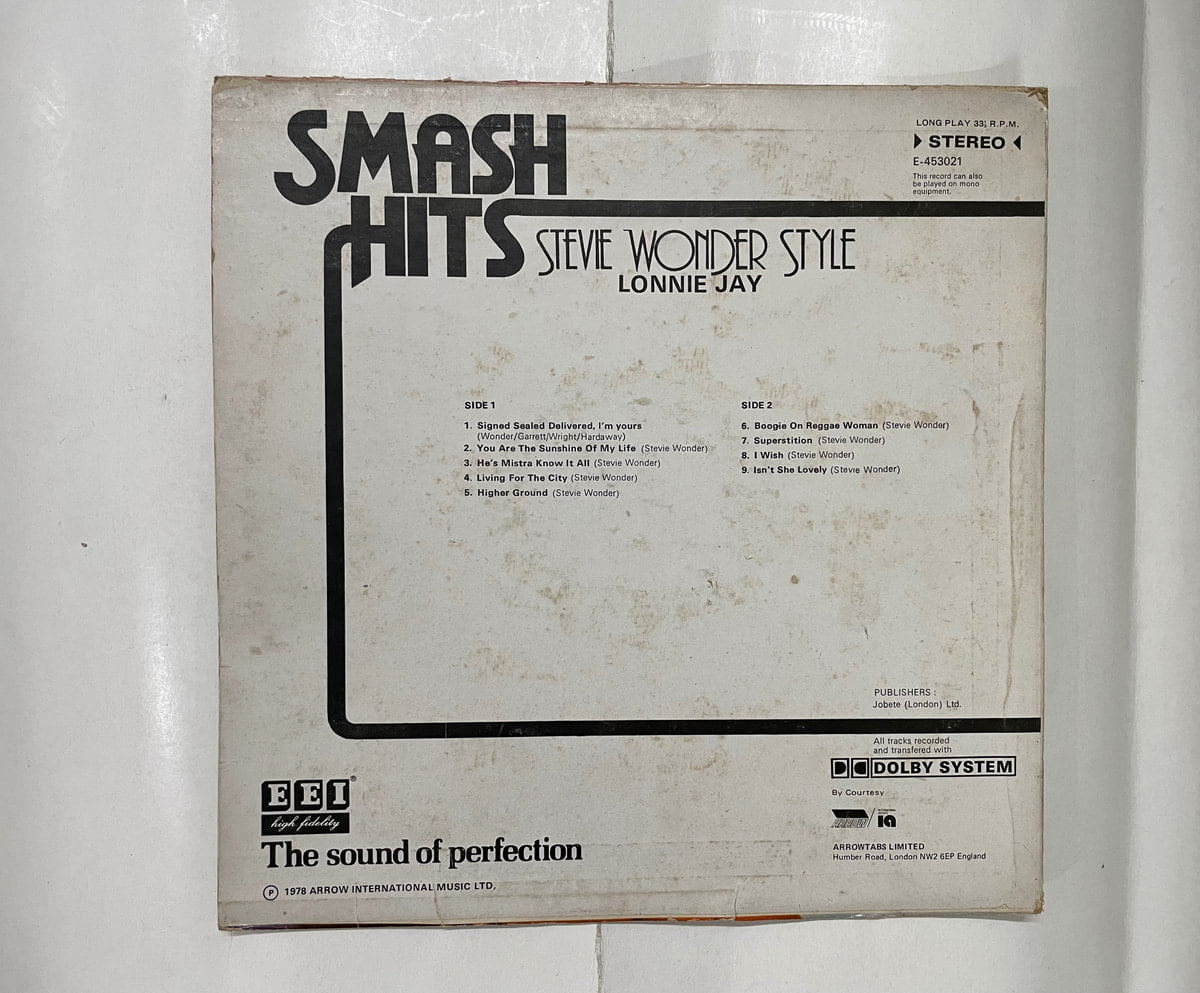 SMASH
HITS
STEVIE WONDER STYLE
LONNIE JAY
LONG PLAY 33⅓ R.P.M.
STEREO
E-453021
This record can also
be played on mono
equipment.
SIDE 1
1. Signed Sealed Delivered, I'm yours
(Wonder/Garrett/Wright/Hardaway)
2. You Are The Sunshine Of My Life (Stevie Wonder)
3. He's Mistra Know It All (Stevie Wonder)
4. Living For The City (Stevie Wonder)
5. Higher Ground (Stevie Wonder)
SIDE 2
6. Boogie On Reggae Woman (Stevie Wonder)
7. Superstition (Stevie Wonder)
8. I Wish (Stevie Wonder)
9. Isn't She Lovely (Stevie Wonder)
PUBLISHERS :
Jobete (London) Ltd.
All tracks recorded
and transfered with
DOLBY SYSTEM
By Courtesy
ARROW
ia
ARROWTABS LIMITED
Humber Road, London NW2 6EP England
EEI®
high fidelity
The sound of perfection
Ⓟ 1978 ARROW INTERNATIONAL MUSIC LTD,